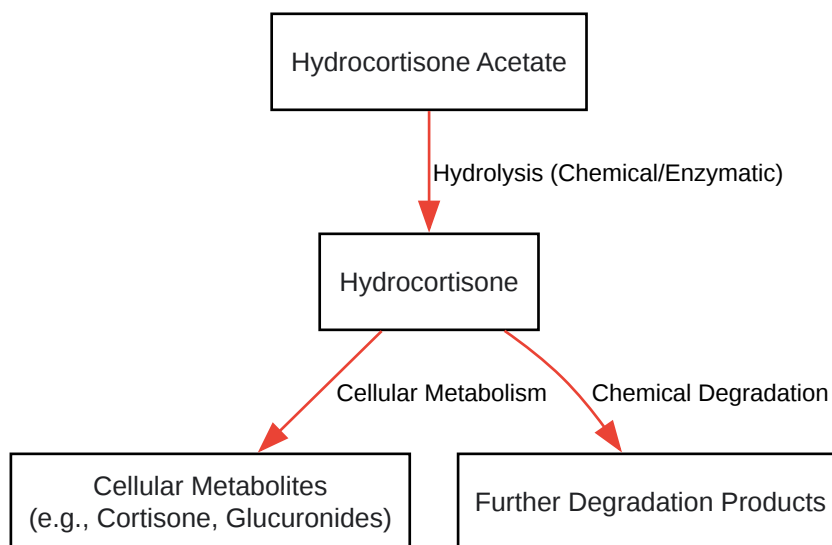 Hydrocortisone Acetate
Hydrolysis (Chemical/Enzymatic)
Hydrocortisone
Cellular Metabolism
Chemical Degradation
Cellular Metabolites
(e.g., Cortisone, Glucuronides)
Further Degradation Products